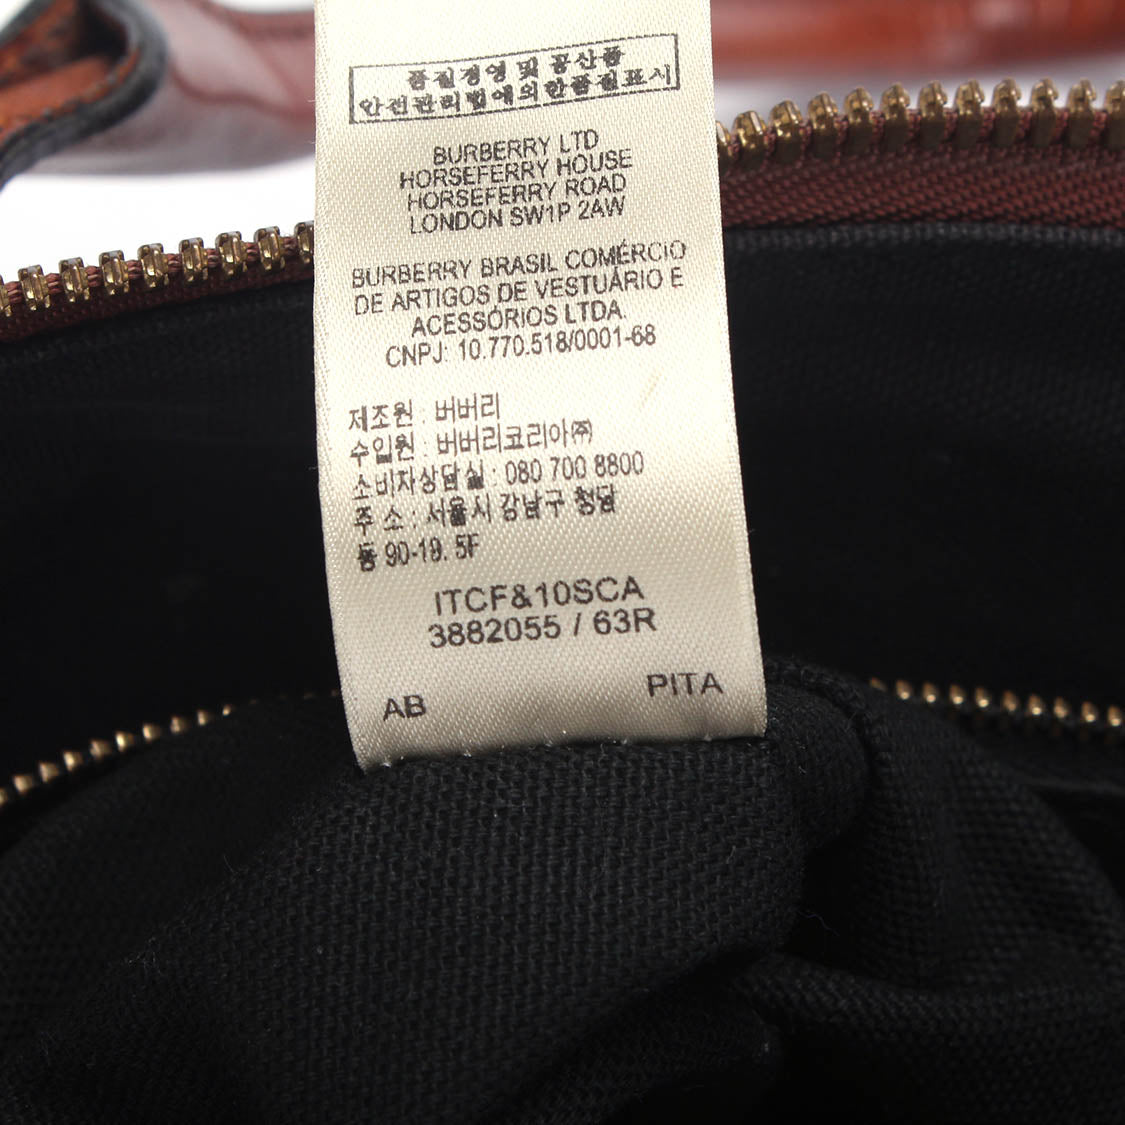 품질경영 및 공산품
안전관리법에의한품질표시
BURBERRY LTD
HORSEFERRY HOUSE
HORSEFERRY ROAD
LONDON SW1P 2AW
BURBERRY BRASIL COMÉRCIO
DE ARTIGOS DE VESTUÁRIO E
ACESSÓRIOS LTDA.
CNPJ: 10.770.518/0001-68
제조원 : 버버리
수입원 : 버버리코리아㈜
소비자상담실 : 080 700 8800
주 소 : 서울시 강남구 청담
동 90-19. 5F
ITCF&10SCA
3882055 / 63R
AB PITA